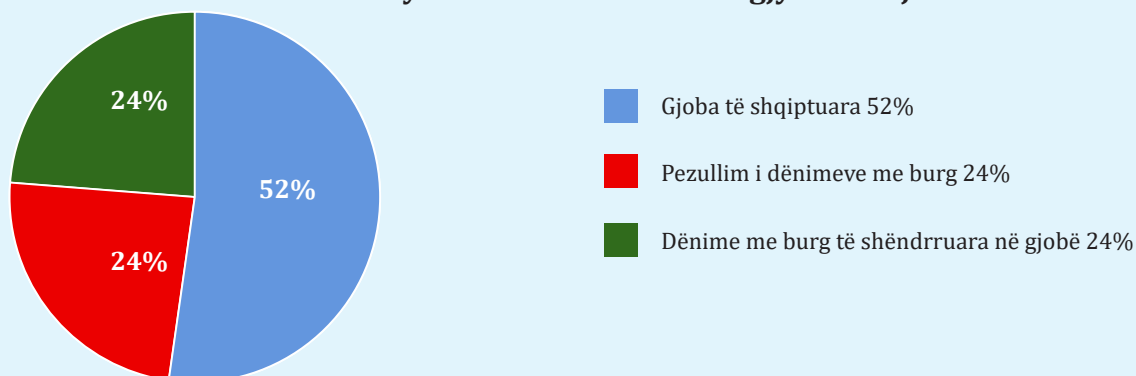 24%
52%
24%
Gjoba të shqiptuara 52%
Pezullim i dënimeve me burg 24%
Dënime me burg të shëndrruara në gjobë 24%